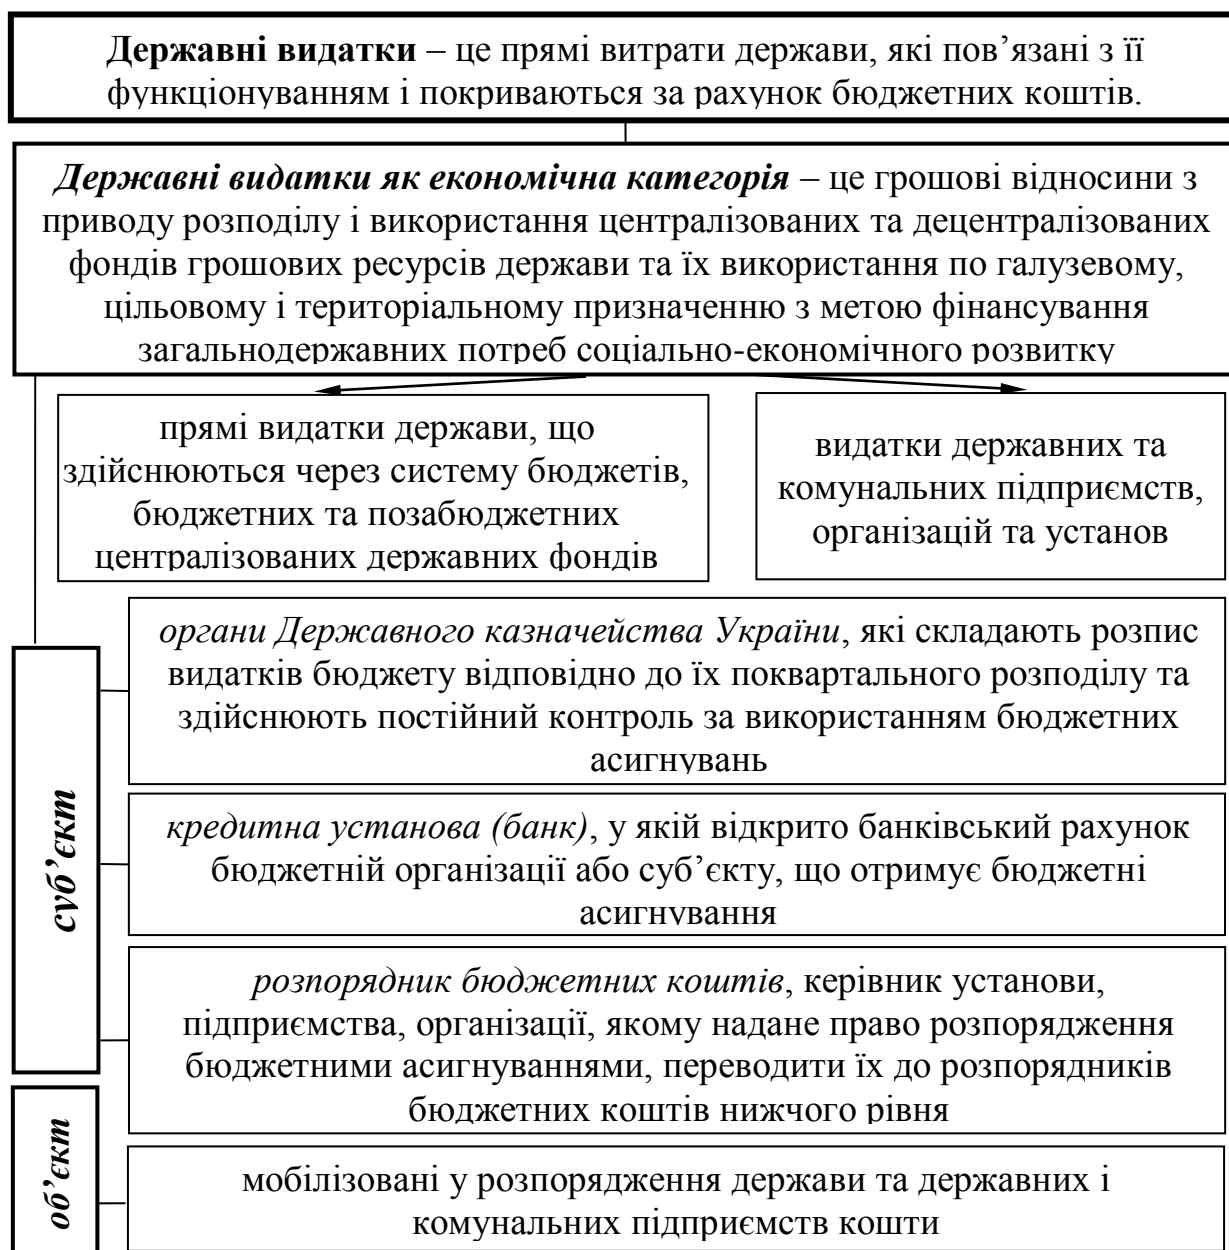 Державні видатки – це прямі витрати держави, які пов’язані з її
функціонуванням і покриваються за рахунок бюджетних коштів.
Державні видатки як економічна категорія – це грошові відносини з
приводу розподілу і використання централізованих та децентралізованих
фондів грошових ресурсів держави та їх використання по галузевому,
цільовому і територіальному призначенню з метою фінансування
загальнодержавних потреб соціально-економічного розвитку
прямі видатки держави, що
здійснюються через систему бюджетів,
бюджетних та позабюджетних
централізованих державних фондів
видатки державних та
комунальних підприємств,
організацій та установ
суб’єкт
органи Державного казначейства України, які складають розпис
видатків бюджету відповідно до їх поквартального розподілу та
здійснюють постійний контроль за використанням бюджетних
асигнувань
кредитна установа (банк), у якій відкрито банківський рахунок
бюджетній організації або суб’єкту, що отримує бюджетні
асигнування
розпорядник бюджетних коштів, керівник установи,
підприємства, організації, якому надане право розпорядження
бюджетними асигнуваннями, переводити їх до розпорядників
бюджетних коштів нижчого рівня
об’єкт
мобілізовані у розпорядження держави та державних і
комунальних підприємств кошти